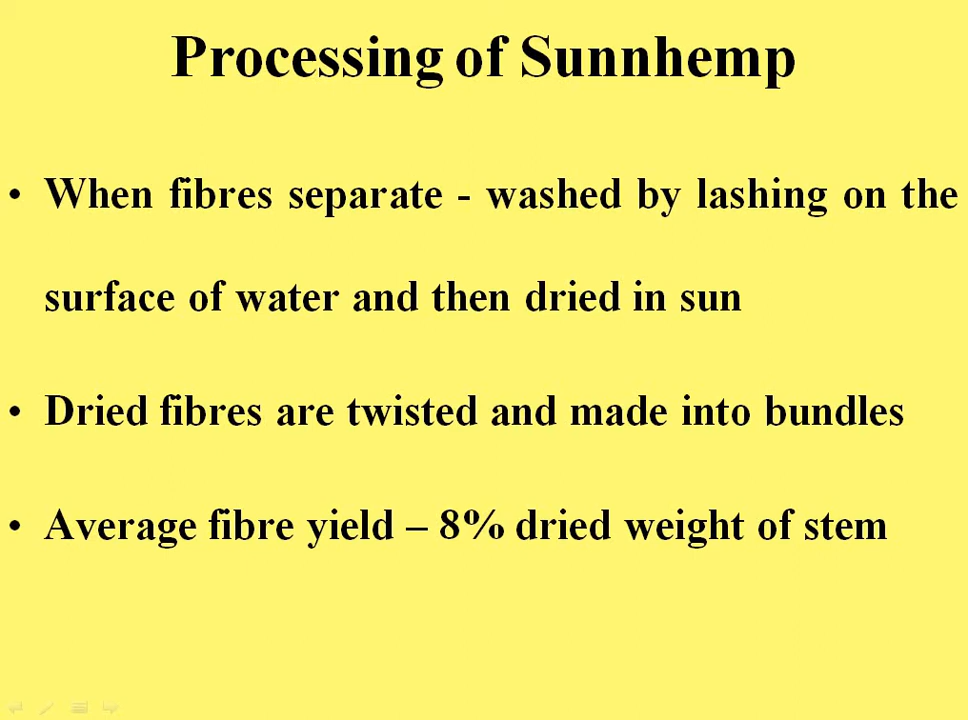 Processing of Sunnhemp
• When fibres separate - washed by lashing on the
surface of water and then dried in sun
• Dried fibres are twisted and made into bundles
• Average fibre yield – 8% dried weight of stem